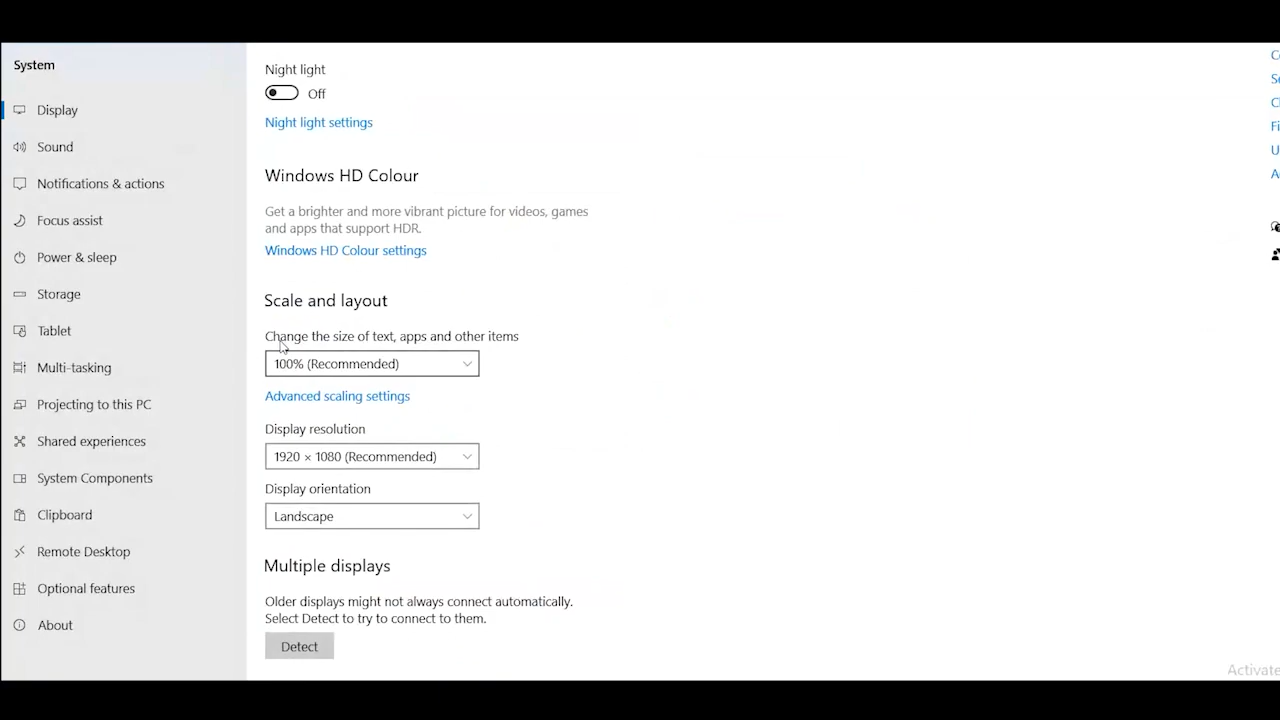 System
Display
Sound
Notifications & actions
Focus assist
Power & sleep
Storage
Tablet
Multi-tasking
Projecting to this PC
Shared experiences
System Components
Clipboard
Remote Desktop
Optional features
About
Night light
Off
Night light settings
Windows HD Colour
Get a brighter and more vibrant picture for videos, games
and apps that support HDR.
Windows HD Colour settings
Scale and layout
Change the size of text, apps and other items
100% (Recommended)
Advanced scaling settings
Display resolution
1920 × 1080 (Recommended)
Display orientation
Landscape
Multiple displays
Older displays might not always connect automatically.
Select Detect to try to connect to them.
Detect
Activate